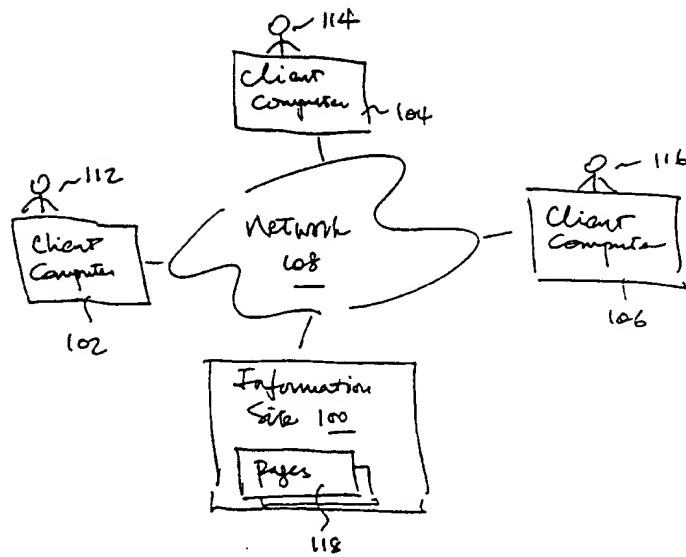 114
Client
Computer
104
112
Client
Computer
102
Network
108
116
Client
Computer
106
Information
Site 100
Pages
118